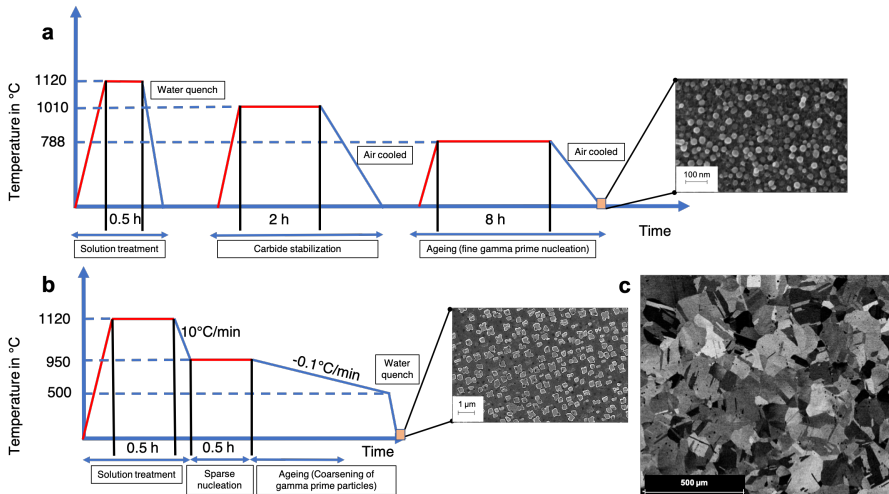 a
Temperature in °C
1120
1010
788
Water quench
Air cooled
Air cooled
100 nm
0.5 h
2 h
8 h
Time
Solution treatment
Carbide stabilization
Ageing (fine gamma prime nucleation)
b
Temperature in °C
1120
950
500
10°C/min
-0.1°C/min
Water
quench
1 µm
0.5 h
0.5 h
Time
Solution treatment
Sparse
nucleation
Ageing (Coarsening of
gamma prime particles)
c
500 µm